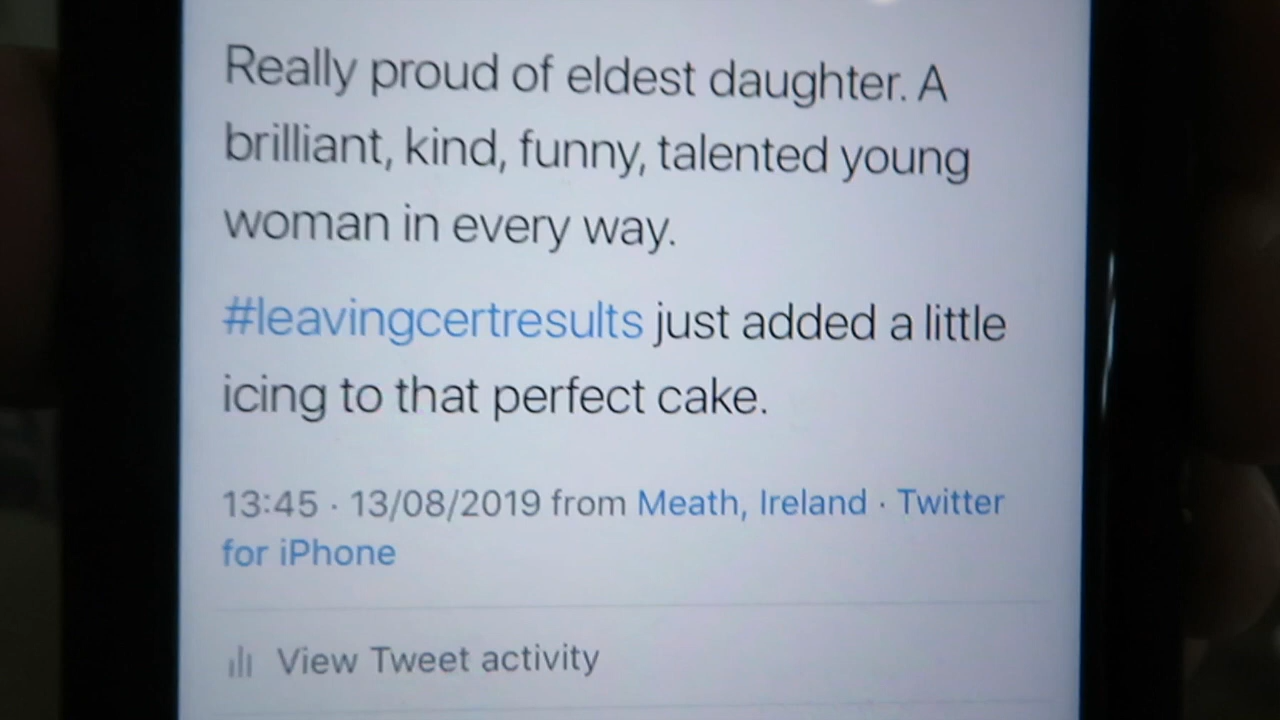 Really proud of eldest daughter. A
brilliant, kind, funny, talented young
woman in every way.
#leavingcertresults just added a little
icing to that perfect cake.
13:45 · 13/08/2019 from Meath, Ireland · Twitter
for iPhone
View Tweet activity